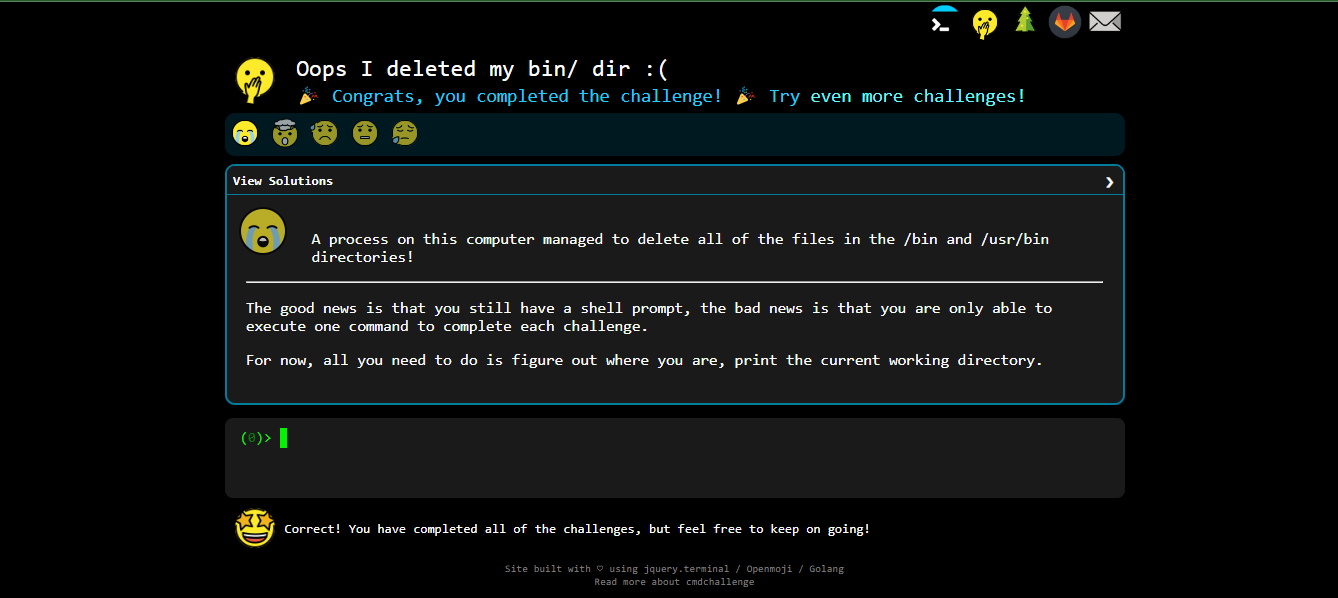 Oops I deleted my bin/ dir :(
Congrats, you completed the challenge! Try even more challenges!
View Solutions
A process on this computer managed to delete all of the files in the /bin and /usr/bin
directories!
The good news is that you still have a shell prompt, the bad news is that you are only able to
execute one command to complete each challenge.
For now, all you need to do is figure out where you are, print the current working directory.
(0)>
Correct! You have completed all of the challenges, but feel free to keep on going!
Site built with ♡ using jquery.terminal / Openmoji / Golang
Read more about cmdchallenge